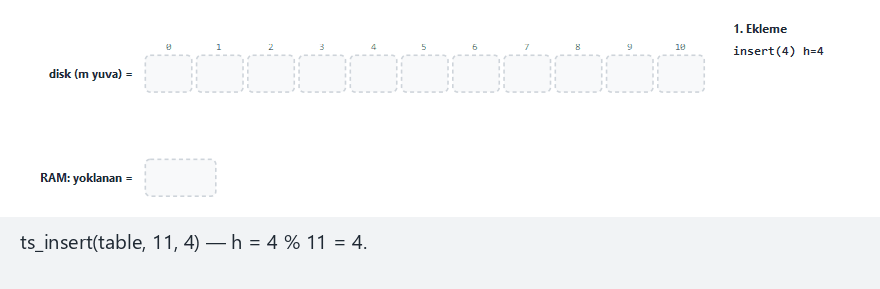 0 1 2 3 4 5 6 7 8 9 10
disk (m yuva) =
1. Ekleme
insert(4) h=4
RAM: yoklanan =
ts_insert(table, 11, 4) — h = 4 % 11 = 4.